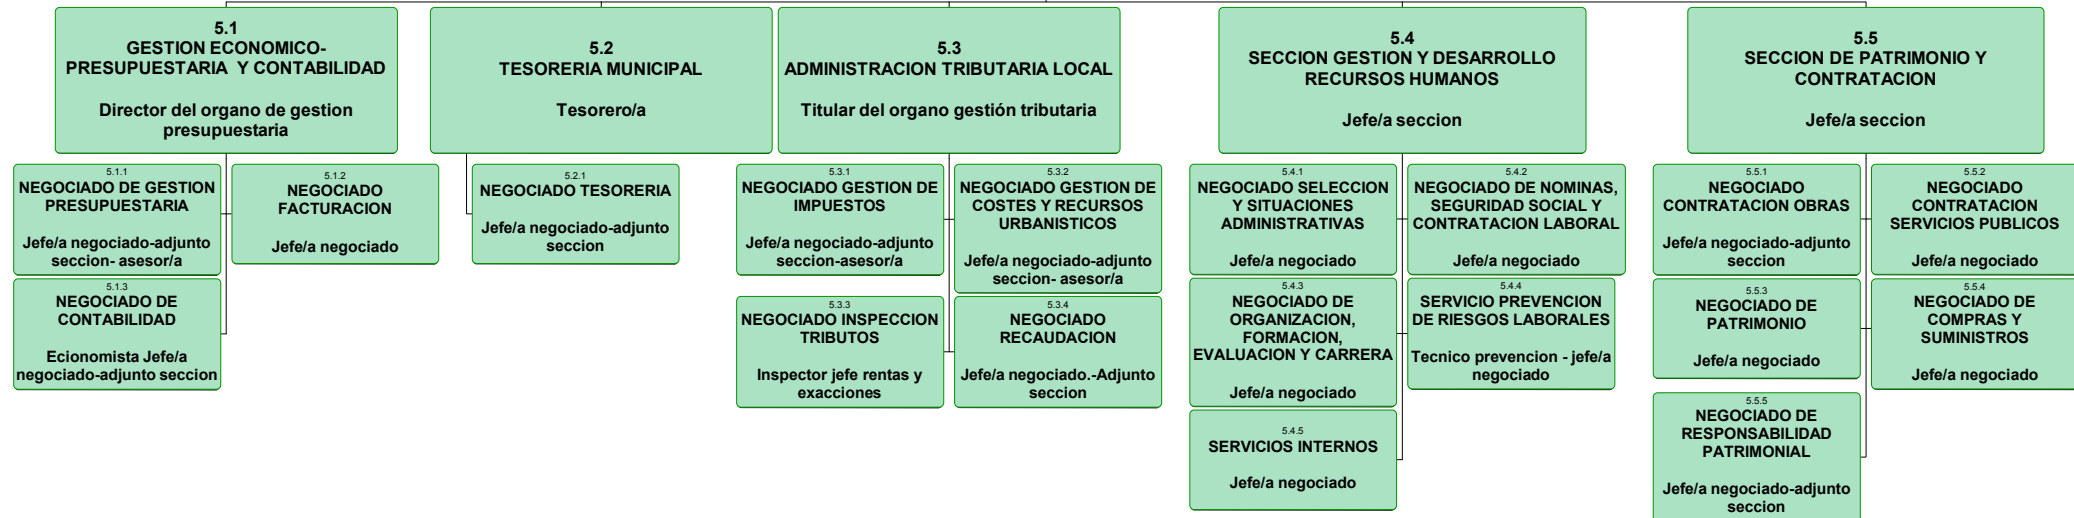 5.1
GESTION ECONOMICO-
PRESUPUESTARIA Y CONTABILIDAD
Director del organo de gestion
presupuestaria
5.2
TESORERIA MUNICIPAL
Tesorero/a
5.3
ADMINISTRACION TRIBUTARIA LOCAL
Titular del organo gestión tributaria
5.4
SECCION GESTION Y DESARROLLO
RECURSOS HUMANOS
Jefe/a seccion
5.5
SECCION DE PATRIMONIO Y
CONTRATACION
Jefe/a seccion
5.1.1
NEGOCIADO DE GESTION
PRESUPUESTARIA
Jefe/a negociado-adjunto
seccion- asesor/a
5.1.2
NEGOCIADO
FACTURACION
Jefe/a negociado
5.1.3
NEGOCIADO DE
CONTABILIDAD
Ecionomista Jefe/a
negociado-adjunto seccion
5.2.1
NEGOCIADO TESORERIA
Jefe/a negociado-adjunto
seccion
5.3.1
NEGOCIADO GESTION DE
IMPUESTOS
Jefe/a negociado-adjunto
seccion-asesor/a
5.3.2
NEGOCIADO GESTION DE
COSTES Y RECURSOS
URBANISTICOS
Jefe/a negociado-adjunto
seccion- asesor/a
5.3.3
NEGOCIADO INSPECCION
TRIBUTOS
Inspector jefe rentas y
exacciones
5.3.4
NEGOCIADO
RECAUDACION
Jefe/a negociado.-Adjunto
seccion
5.4.1
NEGOCIADO SELECCION
Y SITUACIONES
ADMINISTRATIVAS
Jefe/a negociado
5.4.2
NEGOCIADO DE NOMINAS,
SEGURIDAD SOCIAL Y
CONTRATACION LABORAL
Jefe/a negociado
5.4.3
NEGOCIADO DE
ORGANIZACION,
FORMACION,
EVALUACION Y CARRERA
Jefe/a negociado
5.4.4
SERVICIO PREVENCION
DE RIESGOS LABORALES
Tecnico prevencion - jefe/a
negociado
5.4.5
SERVICIOS INTERNOS
Jefe/a negociado
5.5.1
NEGOCIADO
CONTRATACION OBRAS
Jefe/a negociado-adjunto
seccion
5.5.2
NEGOCIADO
CONTRATACION
SERVICIOS PUBLICOS
Jefe/a negociado
5.5.3
NEGOCIADO DE
PATRIMONIO
Jefe/a negociado
5.5.4
NEGOCIADO DE
COMPRAS Y
SUMINISTROS
Jefe/a negociado
5.5.5
NEGOCIADO DE
RESPONSABILIDAD
PATRIMONIAL
Jefe/a negociado-adjunto
seccion